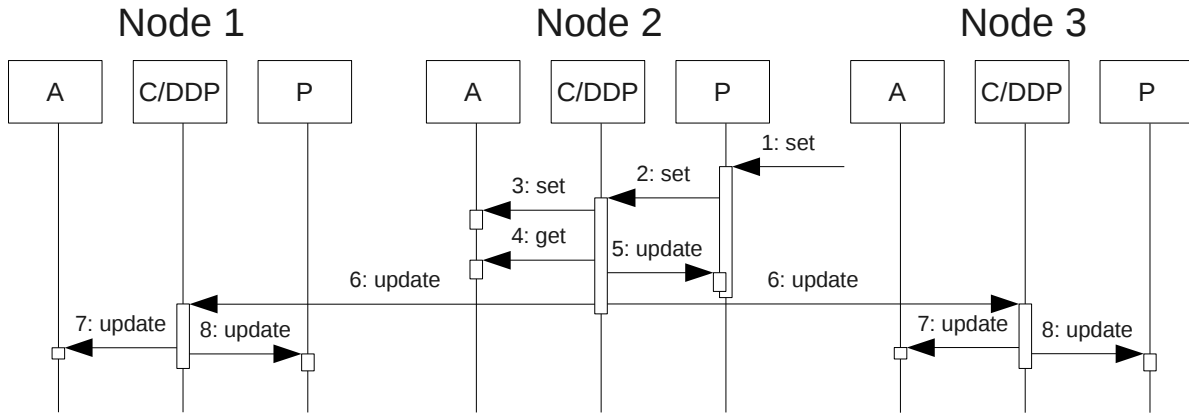 Node 1 Node 2 Node 3
A C/DDP P A C/DDP P A C/DDP P
1: set
2: set
3: set
4: get
5: update
6: update 6: update
7: update 7: update
8: update 8: update